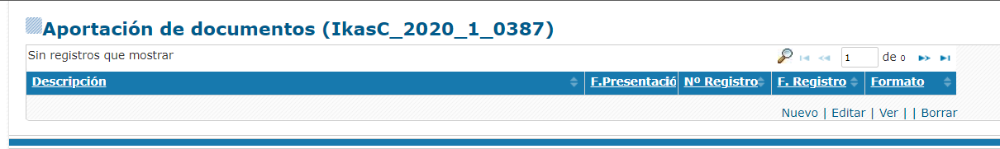 Aportación de documentos (IkasC_2020_1_0387)
Sin registros que mostrar
1 de 0
Descripción F.Presentació Nº Registro F. Registro Formato
Nuevo | Editar | Ver | | Borrar